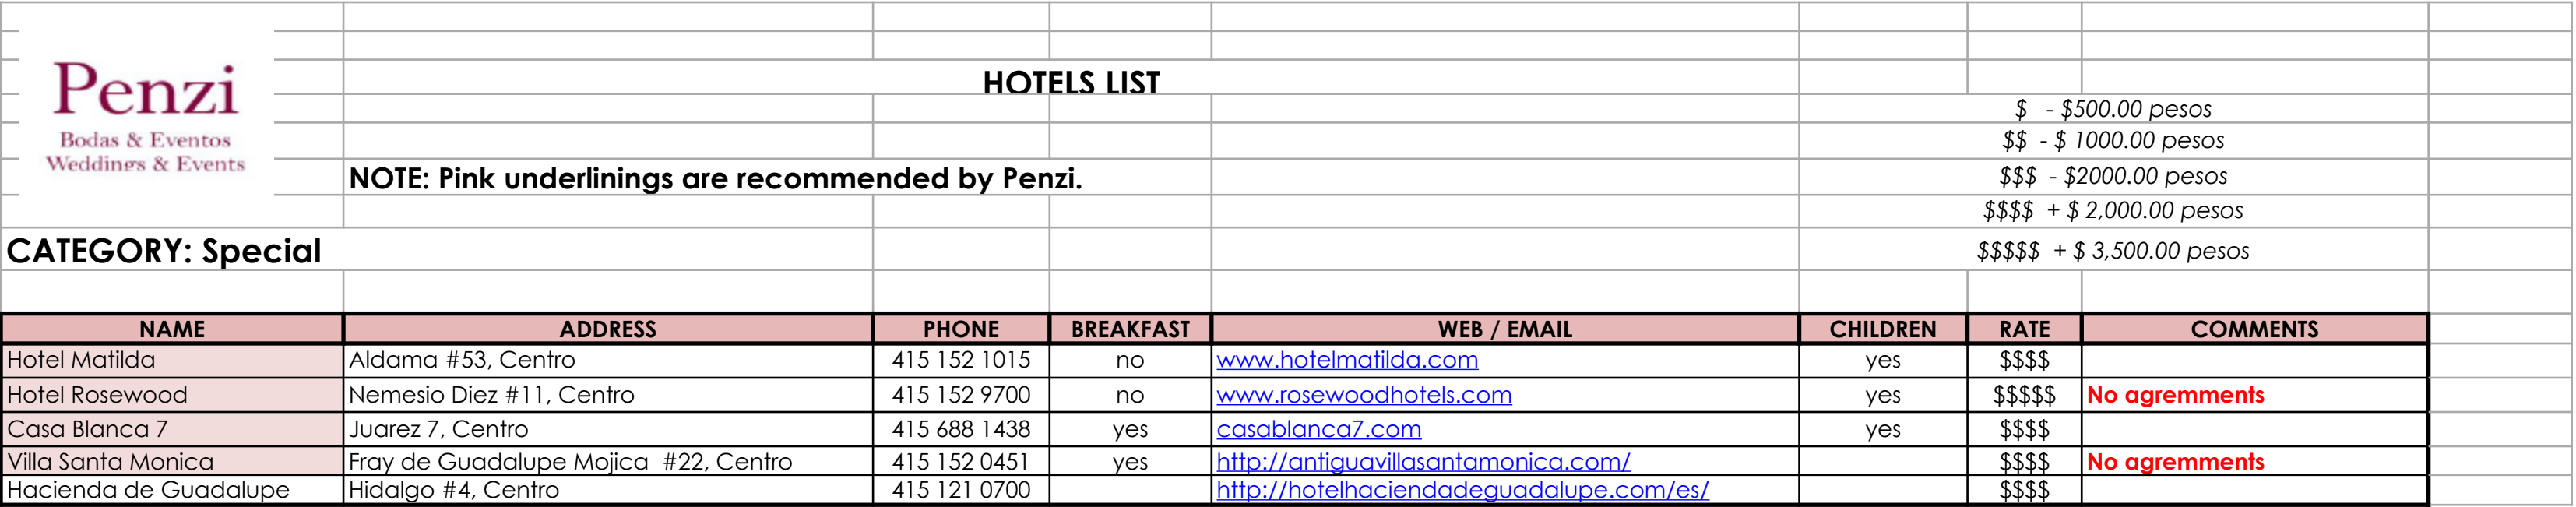 Penzi
Bodas & Eventos
Weddings & Events
HOTELS LIST
$ - $500.00 pesos
$$ - $ 1000.00 pesos
NOTE: Pink underlinings are recommended by Penzi.
$$$ - $2000.00 pesos
$$$$ + $ 2,000.00 pesos
CATEGORY: Special
$$$$$ + $ 3,500.00 pesos
NAME ADDRESS PHONE BREAKFAST WEB / EMAIL CHILDREN RATE COMMENTS
Hotel Matilda Aldama #53, Centro 415 152 1015 no www.hotelmatilda.com yes $$$$
Hotel Rosewood Nemesio Diez #11, Centro 415 152 9700 no www.rosewoodhotels.com yes $$$$$ No agremments
Casa Blanca 7 Juarez 7, Centro 415 688 1438 yes casablanca7.com yes $$$$
Villa Santa Monica Fray de Guadalupe Mojica #22, Centro 415 152 0451 yes http://antiguavillasantamonica.com/ $$$$ No agremments
Hacienda de Guadalupe Hidalgo #4, Centro 415 121 0700 http://hotelhaciendadeguadalupe.com/es/ $$$$